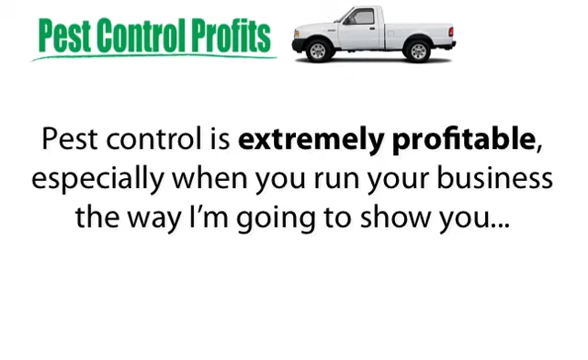 Pest Control Profits
Pest control is extremely profitable,
especially when you run your business
the way I'm going to show you...